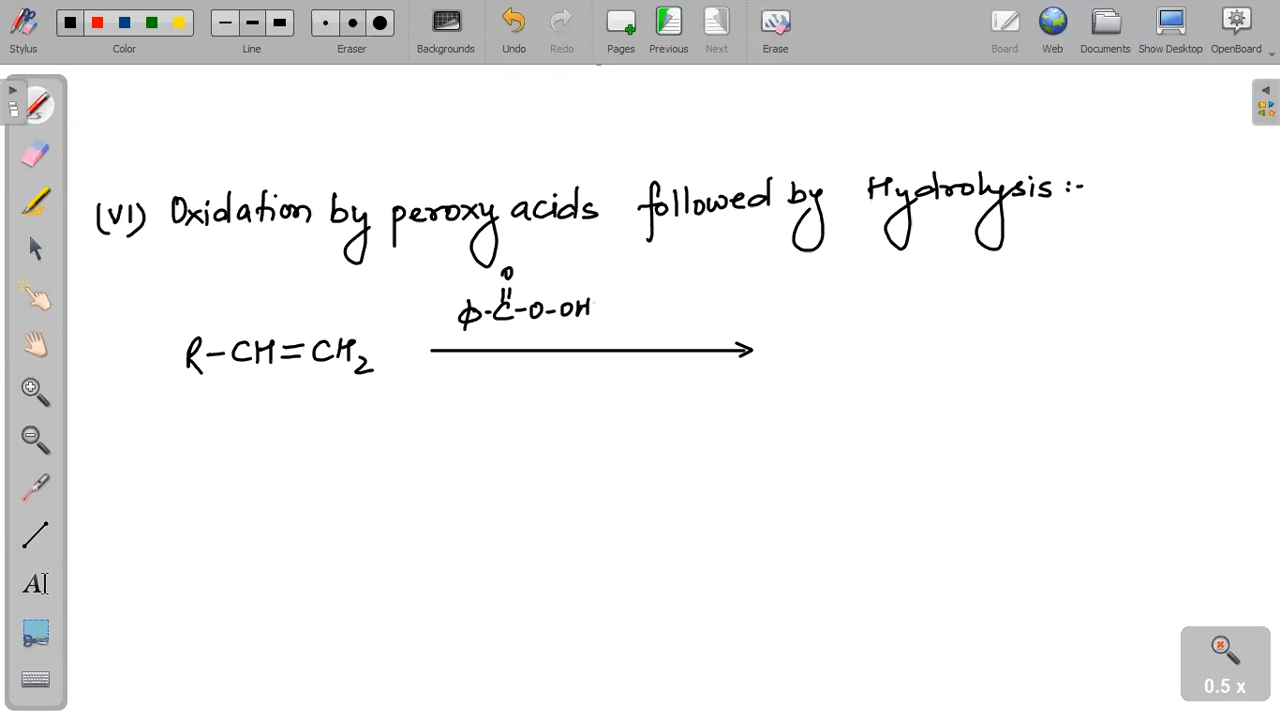 Stylus
Color
Line
Eraser
Backgrounds
Undo
Redo
Pages
Previous
Next
Erase
Board
Web
Documents
Show Desktop
OpenBoard
(VI) Oxidation by peroxy acids followed by Hydrolysis :-
O
||
ϕ-C-O-OH
R-CH=CH2
A
0.5 x